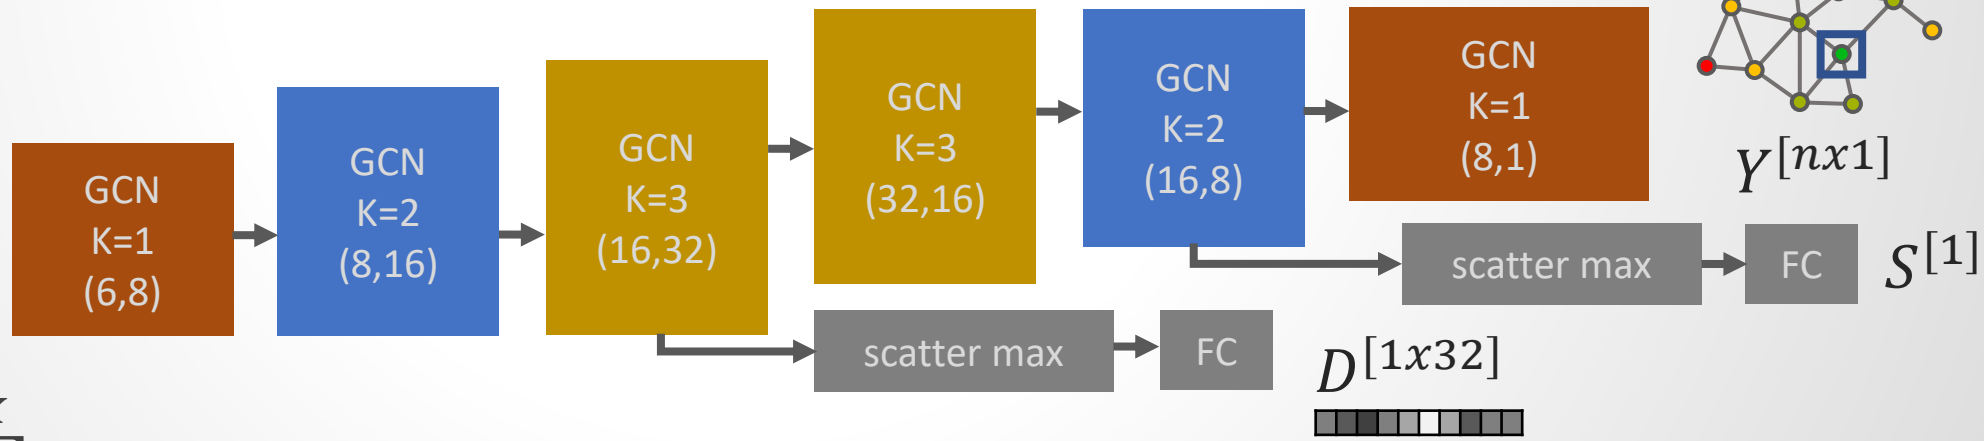 GCN
K=1
(6,8)
GCN
K=2
(8,16)
GCN
K=3
(16,32)
GCN
K=3
(32,16)
GCN
K=2
(16,8)
GCN
K=1
(8,1)
Y^[nx1]
scatter max
FC
S^[1]
scatter max
FC
D^[1x32]